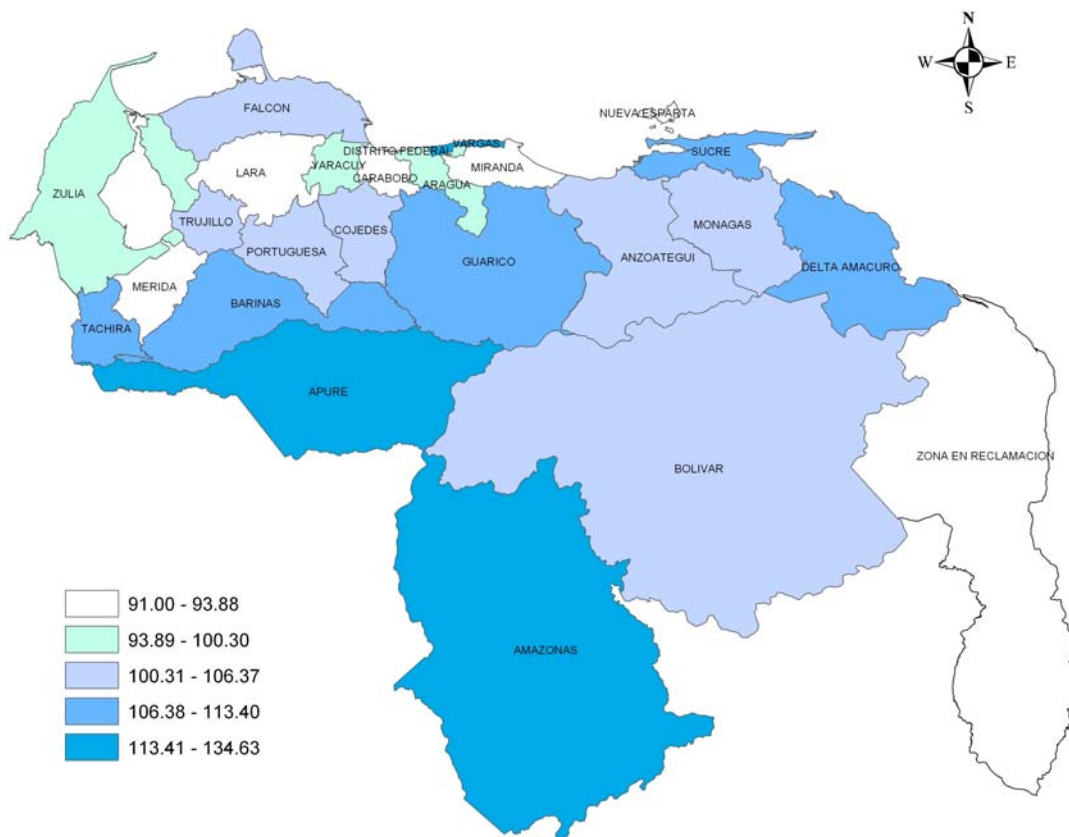 N
W E
S
NUEVA ESPARTA
FALCON
VARGAS
DISTRITO FEDERAL
SUCRE
YARACUY
MIRANDA
LARA
CARABOBO
ARAGUA
ZULIA
TRUJILLO
MONAGAS
COJEDES
PORTUGUESA
GUARICO
ANZOATEGUI
DELTA AMACURO
MERIDA
BARINAS
TACHIRA
APURE
ZONA EN RECLAMACION
BOLIVAR
AMAZONAS
91.00 - 93.88
93.89 - 100.30
100.31 - 106.37
106.38 - 113.40
113.41 - 134.63